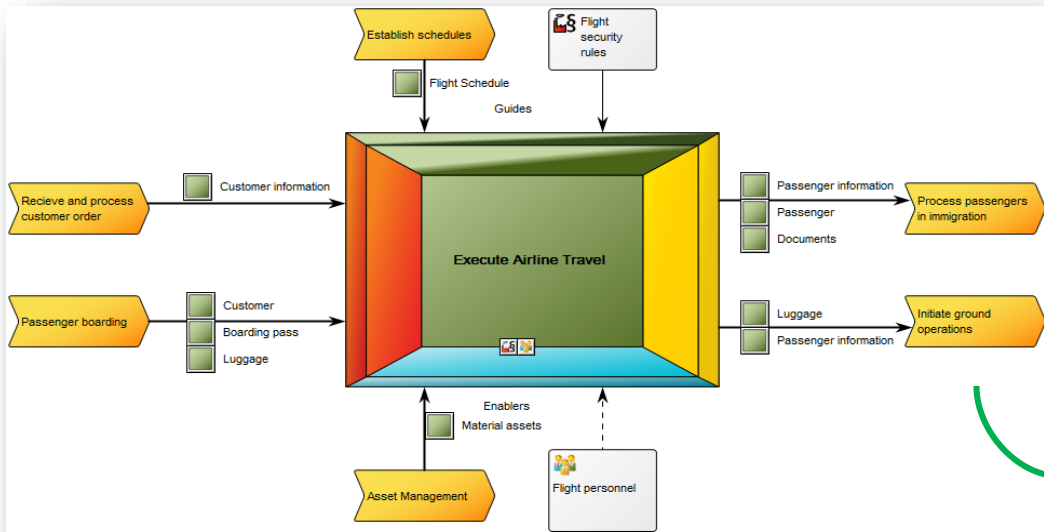 Establish schedules
Flight
security
rules
Flight Schedule
Guides
Recieve and process
customer order
Customer information
Passenger information
Passenger
Documents
Process passengers
in immigration
Execute Airline Travel
Passenger boarding
Customer
Boarding pass
Luggage
Luggage
Passenger information
Initiate ground
operations
Enablers
Material assets
Asset Management
Flight personnel